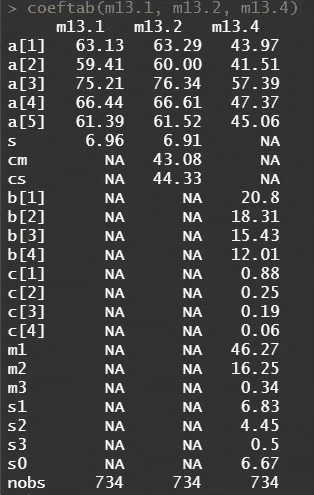 > coeftab(m13.1, m13.2, m13.4)
m13.1 m13.2 m13.4
a[1] 63.13 63.29 43.97
a[2] 59.41 60.00 41.51
a[3] 75.21 76.34 57.39
a[4] 66.44 66.61 47.37
a[5] 61.39 61.52 45.06
s 6.96 6.91 NA
cm NA 43.08 NA
cs NA 44.33 NA
b[1] NA NA 20.8
b[2] NA NA 18.31
b[3] NA NA 15.43
b[4] NA NA 12.01
c[1] NA NA 0.88
c[2] NA NA 0.25
c[3] NA NA 0.19
c[4] NA NA 0.06
m1 NA NA 46.27
m2 NA NA 16.25
m3 NA NA 0.34
s1 NA NA 6.83
s2 NA NA 4.45
s3 NA NA 0.5
s0 NA NA 6.67
nobs 734 734 734